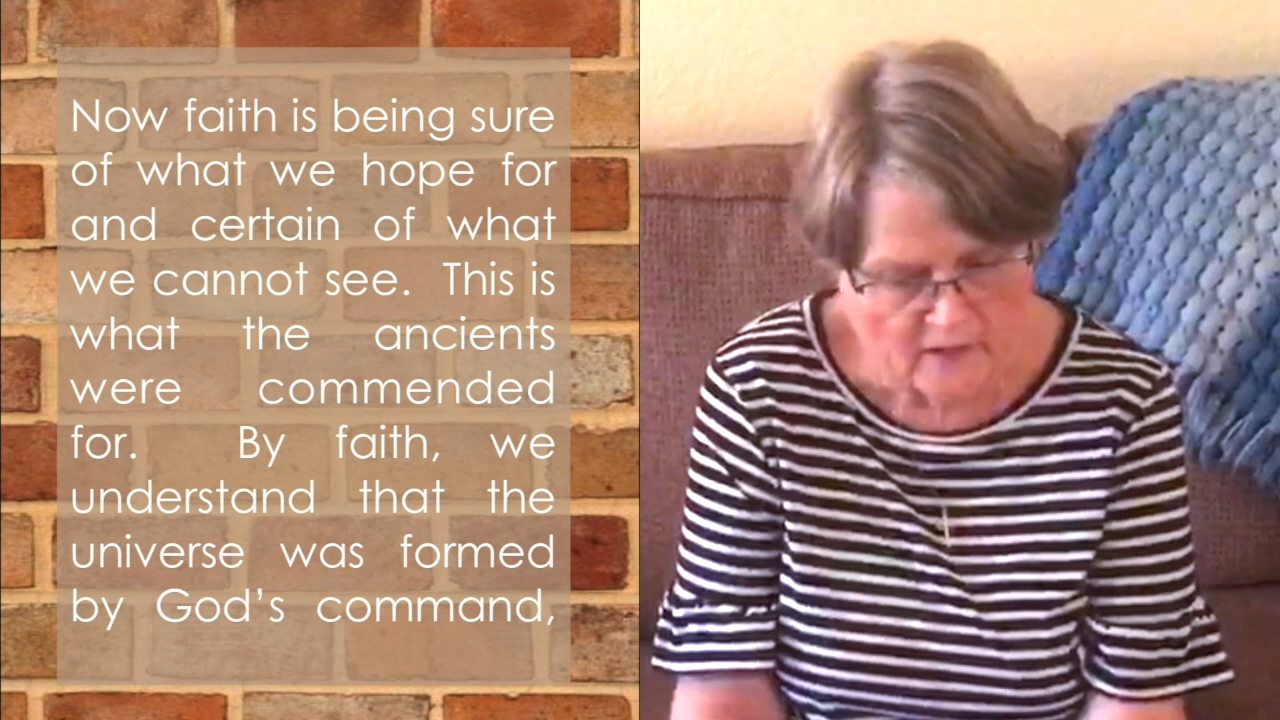 Now faith is being sure
of what we hope for
and certain of what
we cannot see. This is
what the ancients
were commended
for. By faith, we
understand that the
universe was formed
by God’s command,